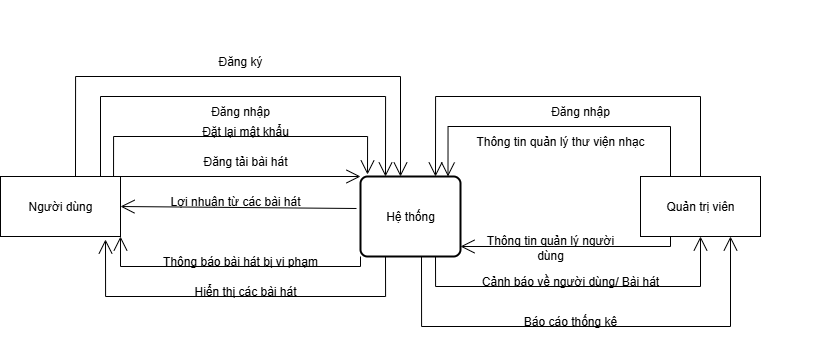 Đăng ký
Đăng nhập
Đăng nhập
Đặt lại mật khẩu
Thông tin quản lý thư viện nhạc
Đăng tải bài hát
Lợi nhuận từ các bài hát
Người dùng
Hệ thống
Quản trị viên
Thông tin quản lý người
dùng
Thông báo bài hát bị vi phạm
Cảnh báo về người dùng/ Bài hát
Hiển thị các bài hát
Báo cáo thống kê